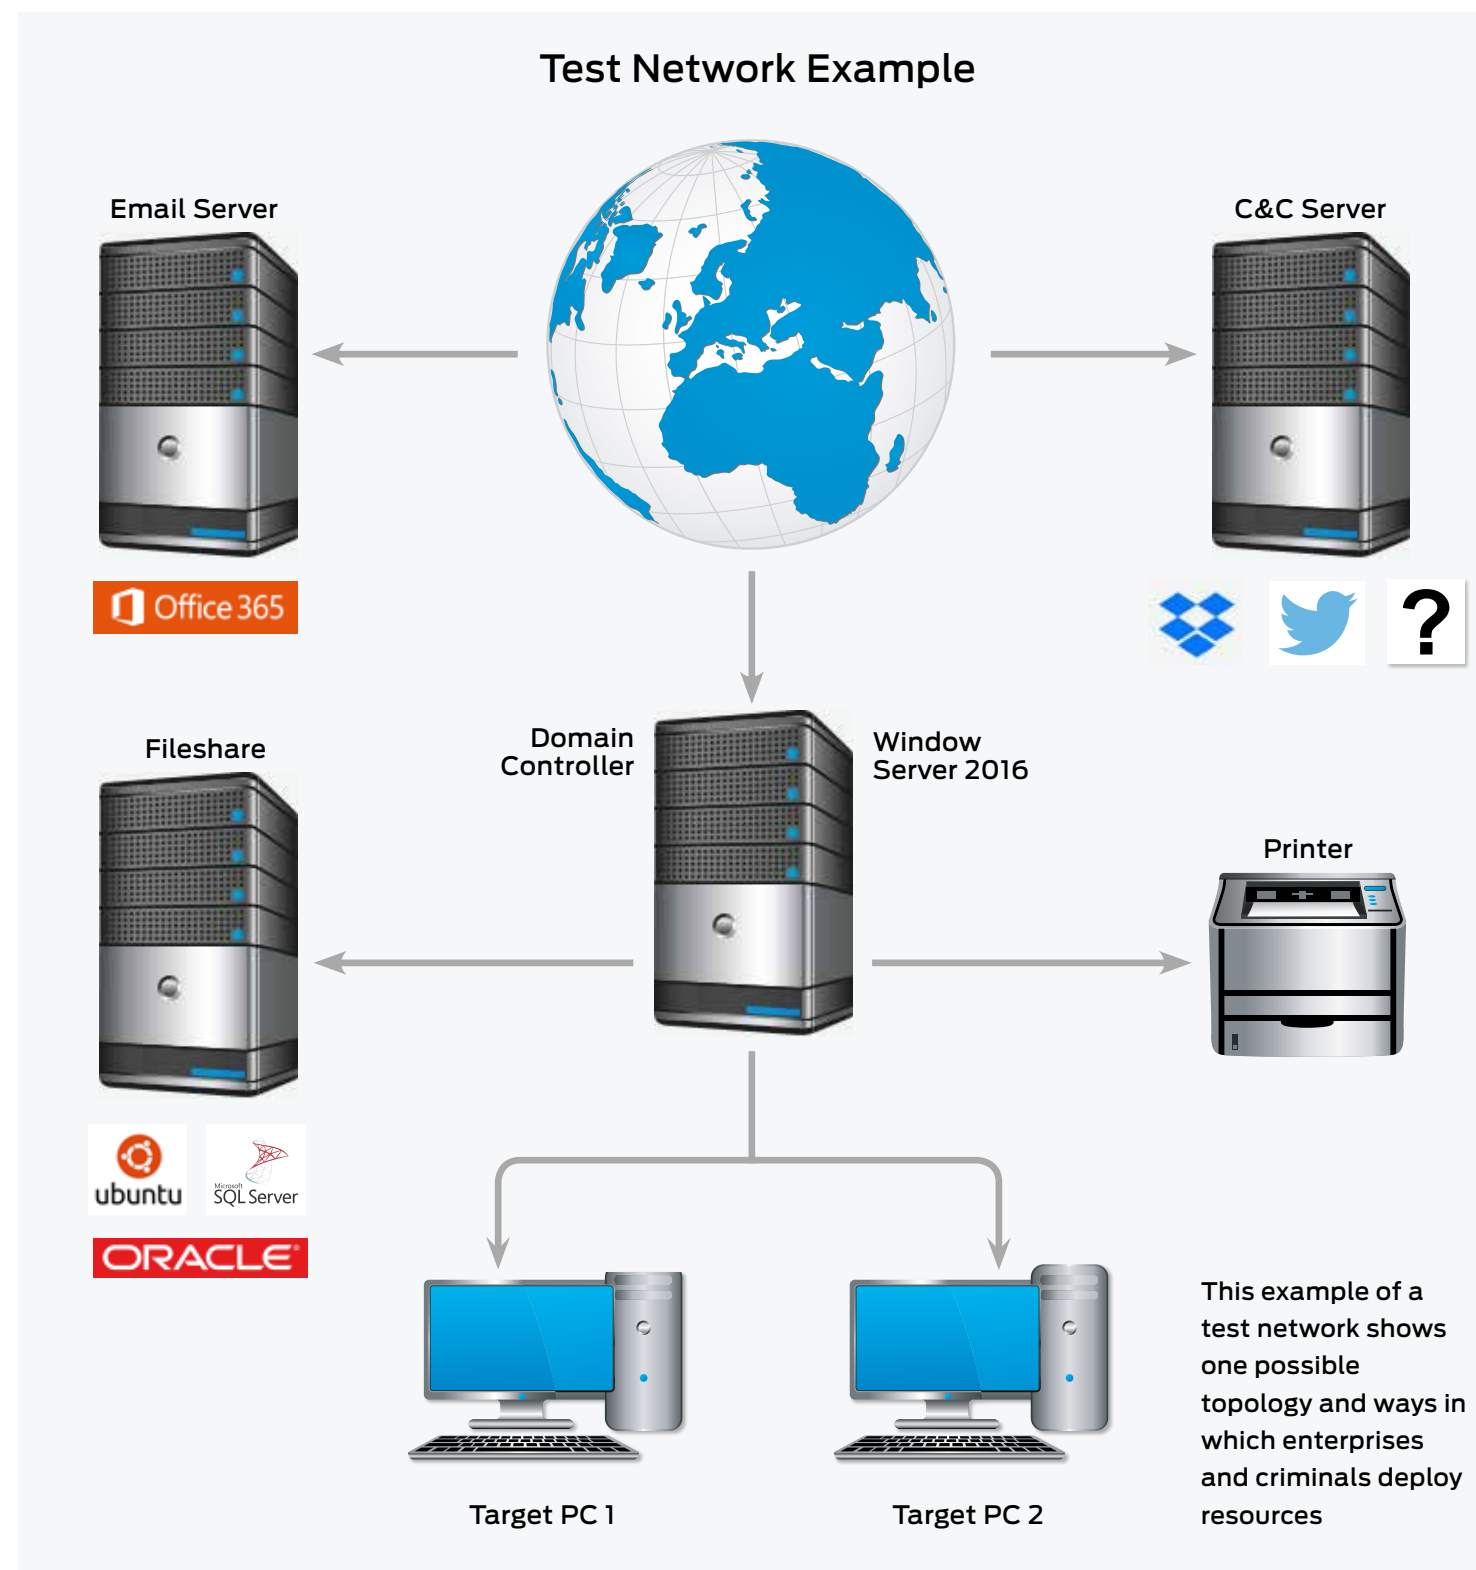 Test Network Example
Email Server
C&C Server
Office 365
?
Fileshare
Domain
Controller
Window
Server 2016
Printer
ubuntu
Microsoft
SQL Server
ORACLE®
Target PC 1
Target PC 2
This example of a
test network shows
one possible
topology and ways in
which enterprises
and criminals deploy
resources